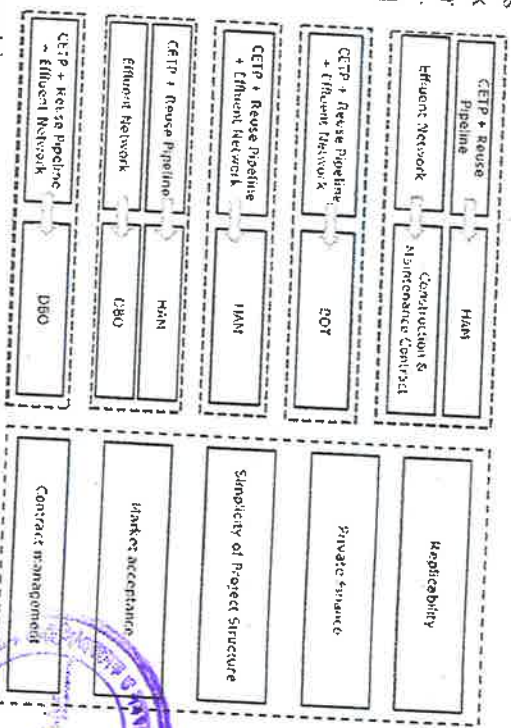 CETP + Reuse
Pipeline
HAM
Effluent Network
Construction &
Maintenance Contract
CETP + Reuse Pipeline
+ Effluent Network
BOT
CETP + Reuse Pipeline
+ Effluent Network
HAM
CETP + Reuse Pipeline
HAM
Effluent Network
DBO
CETP + Reuse Pipeline
+ Effluent Network
DBO
Replicability
Private finance
Simplicity of Project Structure
Market acceptance
Contract management